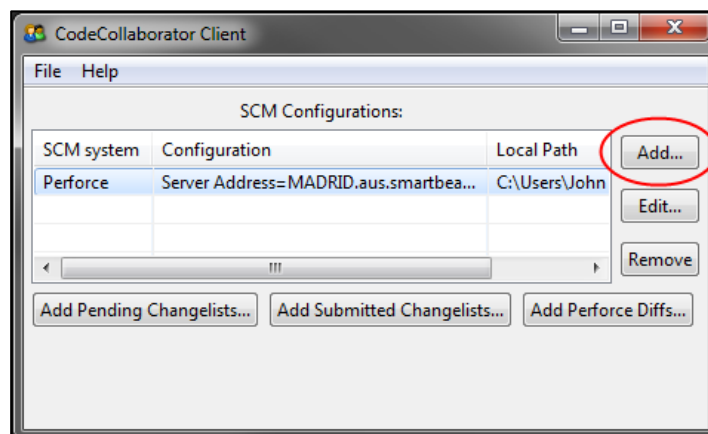 CodeCollaborator Client
File Help
SCM Configurations:
SCM system Configuration Local Path
Add...
Perforce Server Address=MADRID.aus.smartbea... C:\Users\John
Edit...
Remove
Add Pending Changelists... Add Submitted Changelists... Add Perforce Diffs...